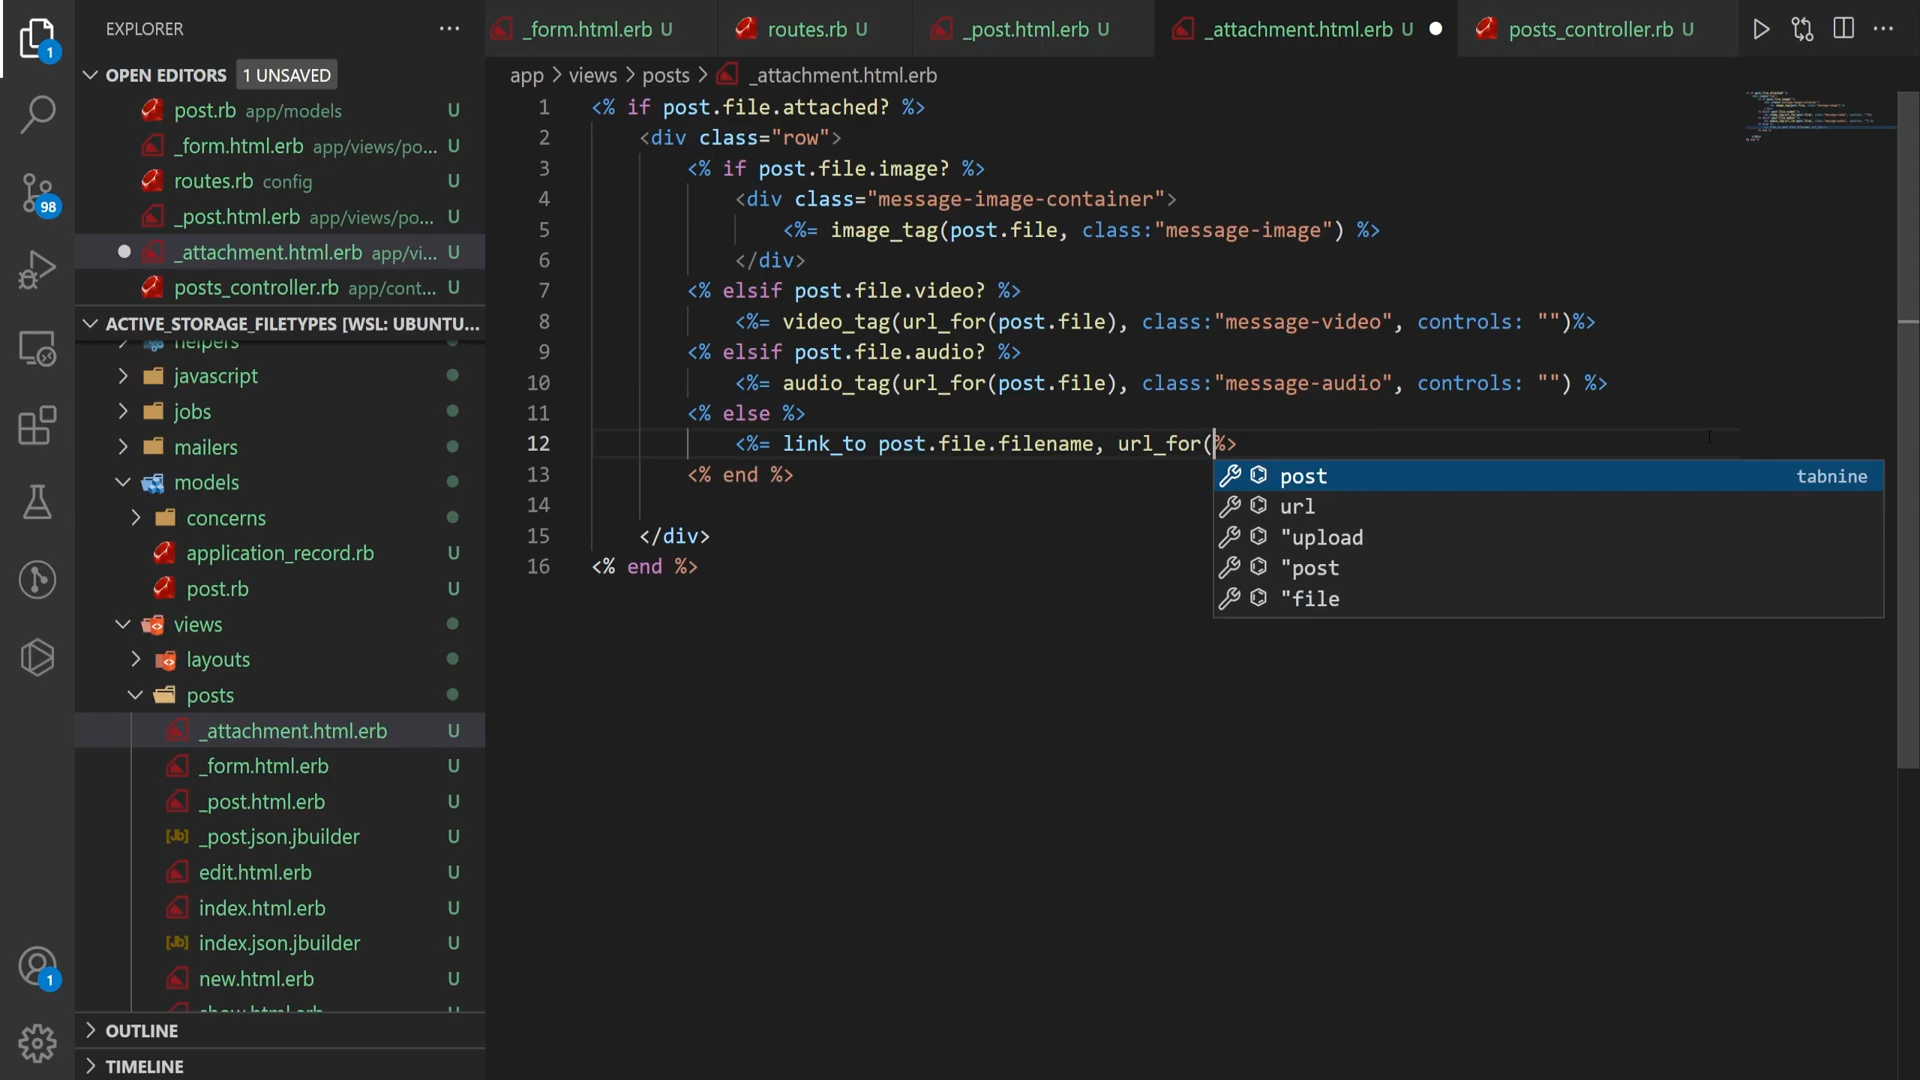 EXPLORER
OPEN EDITORS 1 UNSAVED
post.rb app/models U
_form.html.erb app/views/po... U
routes.rb config U
_post.html.erb app/views/po... U
_attachment.html.erb app/vi... U
posts_controller.rb app/cont... U
ACTIVE_STORAGE_FILETYPES [WSL: UBUNTU...
helpers
javascript
jobs
mailers
models
concerns
application_record.rb U
post.rb U
views
layouts
posts
_attachment.html.erb U
_form.html.erb U
_post.html.erb U
[Jb] _post.json.jbuilder U
edit.html.erb U
index.html.erb U
[Jb] index.json.jbuilder U
new.html.erb U
show.html.erb
OUTLINE
TIMELINE
1
98
1
_form.html.erb U
routes.rb U
_post.html.erb U
_attachment.html.erb U
posts_controller.rb U
app > views > posts > _attachment.html.erb
1 <% if post.file.attached? %>
2 <div class="row">
3 <% if post.file.image? %>
4 <div class="message-image-container">
5 <%= image_tag(post.file, class:"message-image") %>
6 </div>
7 <% elsif post.file.video? %>
8 <%= video_tag(url_for(post.file), class:"message-video", controls: "")%>
9 <% elsif post.file.audio? %>
10 <%= audio_tag(url_for(post.file), class:"message-audio", controls: "") %>
11 <% else %>
12 <%= link_to post.file.filename, url_for(%>
13 <% end %>
14
15 </div>
16 <% end %>
post tabnine
url
"upload
"post
"file